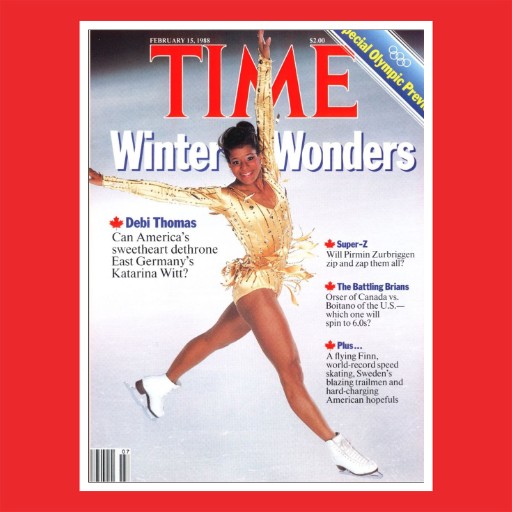 FEBRUARY 15, 1988 $2.00
TIME
Special Olympic Previ
Winter Wonders
Debi Thomas
Can America's
sweetheart dethrone
East Germany's
Katarina Witt?
Super-Z
Will Pirmin Zurbriggen
zip and zap them all?
The Battling Brians
Orser of Canada vs.
Boitano of the U.S.—
which one will
spin to 6.0s?
Plus...
A flying Finn,
world-record speed
skating, Sweden's
blazing trailmen and
hard-charging
American hopefuls
07